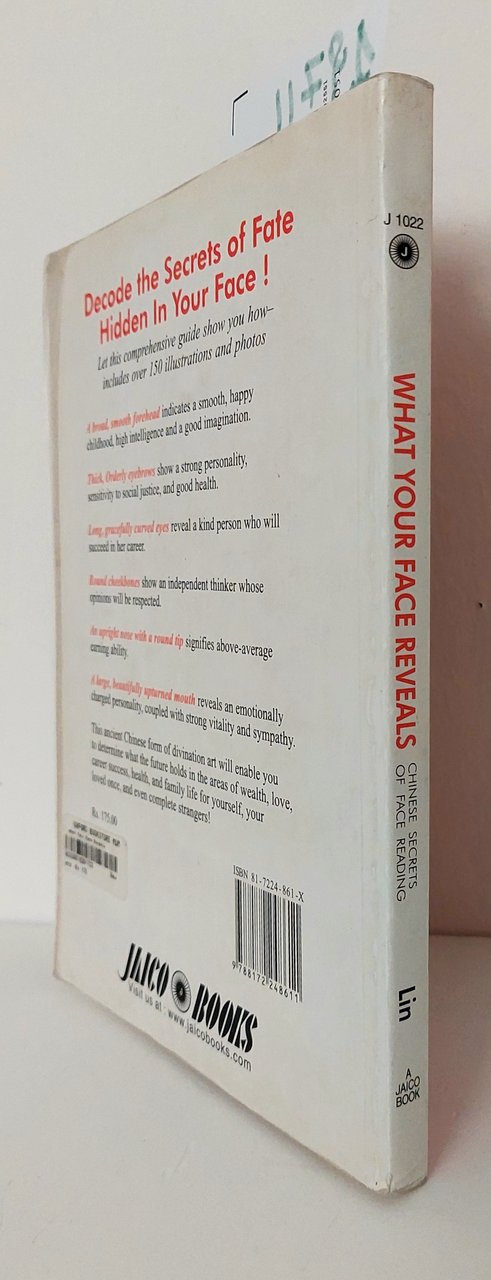 Decode the Secrets of Fate
Hidden In Your Face !
Let this comprehensive guide show you how–
includes over 150 illustrations and photos
A broad, smooth forehead indicates a smooth, happy
childhood, high intelligence and a good imagination.
Thick, Orderly eyebrows show a strong personality,
sensitivity to social justice, and good health.
Long, gracefully curved eyes reveal a kind person who will
succeed in her career.
Round cheekbones show an independent thinker whose
opinions will be respected.
An upright nose with a round tip signifies above-average
earning ability.
A large, beautifully upturned mouth reveals an emotionally
charged personality, coupled with strong vitality and sympathy.
This ancient Chinese form of divination art will enable you
to determine what the future holds in the areas of wealth, love,
career success, health, and family life for yourself, your
loved once, and even complete strangers!
Rs. 175.00
ISBN 81-7224-861-X
9 788172 248611
JAICO BOOKS
Visit us at · www.jaicobooks.com
J 1022
J
WHAT YOUR FACE REVEALS
CHINESE SECRETS
OF FACE READING
Lin
A
JAICO
BOOK